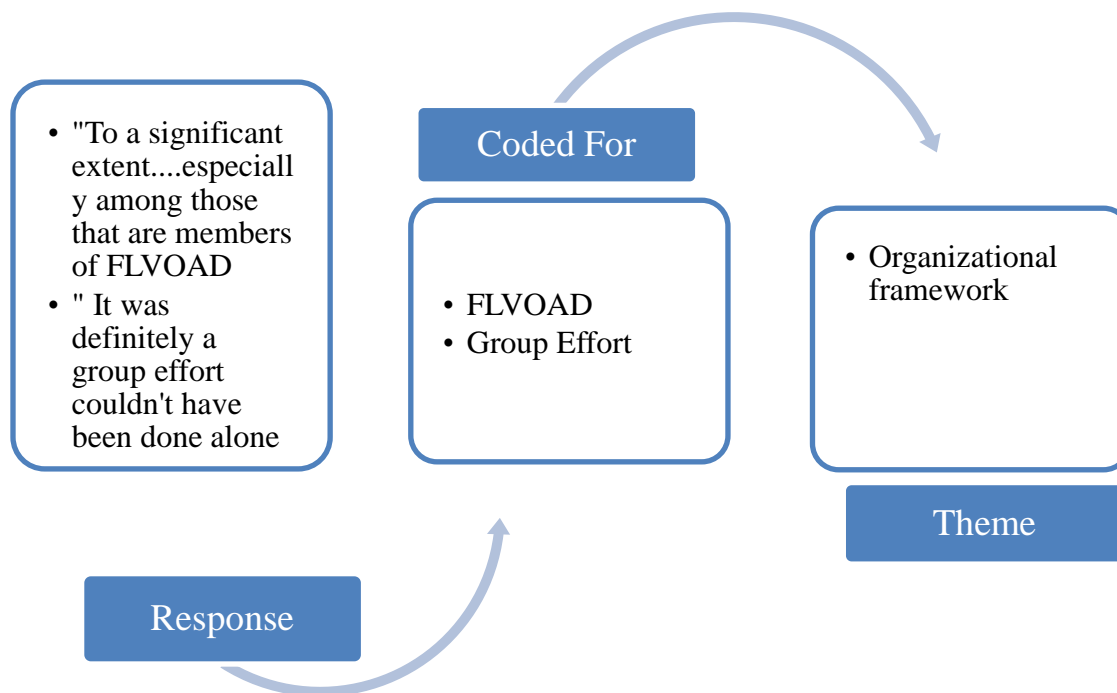 • "To a significant
extent....especiall
y among those
that are members
of FLVOAD
• " It was
definitely a
group effort
couldn't have
been done alone
Response
Coded For
• FLVOAD
• Group Effort
• Organizational
framework
Theme